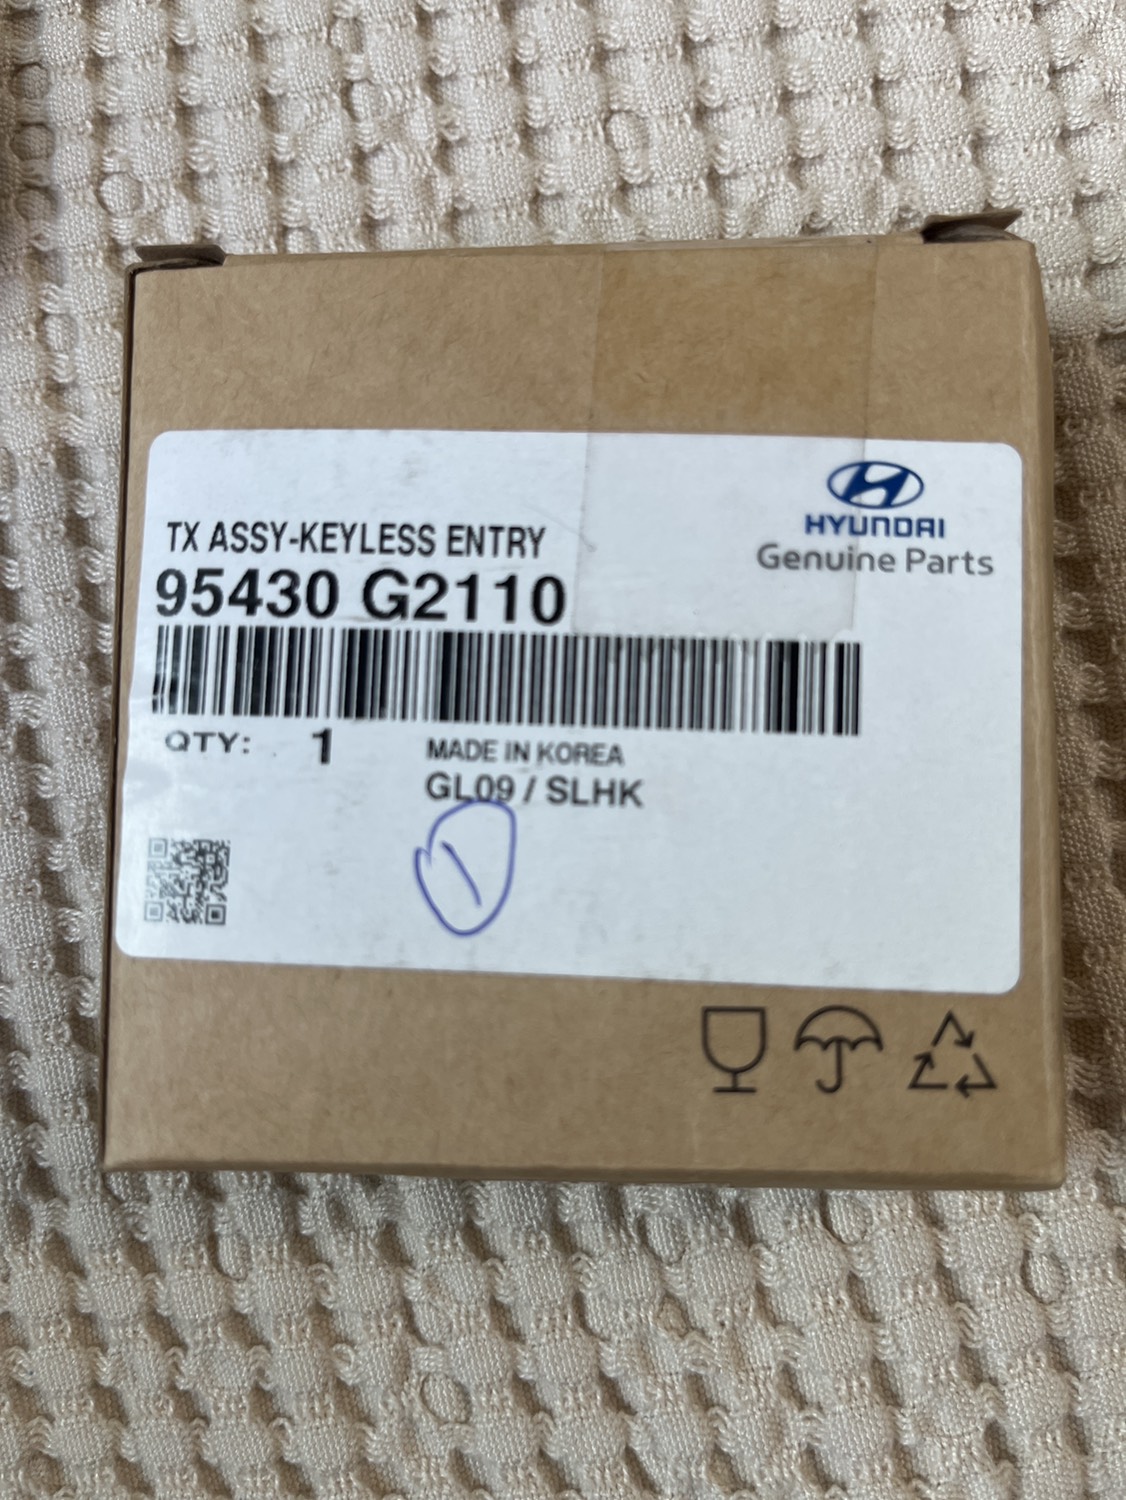 HYUNDAI
Genuine Parts
TX ASSY-KEYLESS ENTRY
95430 G2110
QTY: 1
MADE IN KOREA
GL09 / SLHK
1